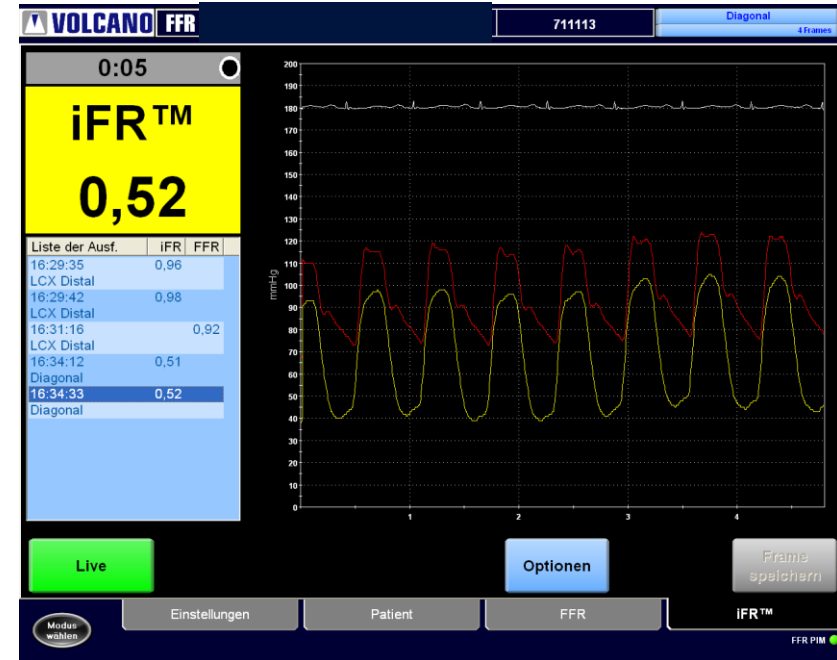 VOLCANO FFR
711113
Diagonal
4 Frames
0:05
iFR™
0,52
Liste der Ausf. iFR FFR
16:29:35 0,96
LCX Distal
16:29:42 0,98
LCX Distal
16:31:16 0,92
LCX Distal
16:34:12 0,51
Diagonal
16:34:33 0,52
Diagonal
200
190
180
170
160
150
140
130
120
110
100
90
80
70
60
50
40
30
20
10
0
mmHg
1 2 3 4
Live
Optionen
Frame
speichern
Modus
wählen
Einstellungen
Patient
FFR
iFR™
FFR PIM